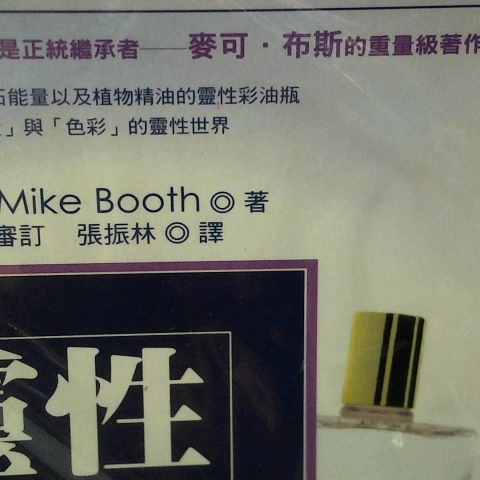 是正統繼承者——麥可·布斯的重量級著作
石能量以及植物精油的靈性彩油瓶
」與「色彩」的靈性世界
Mike Booth ◎ 著
審訂 張振林 ◎ 譯
靈性